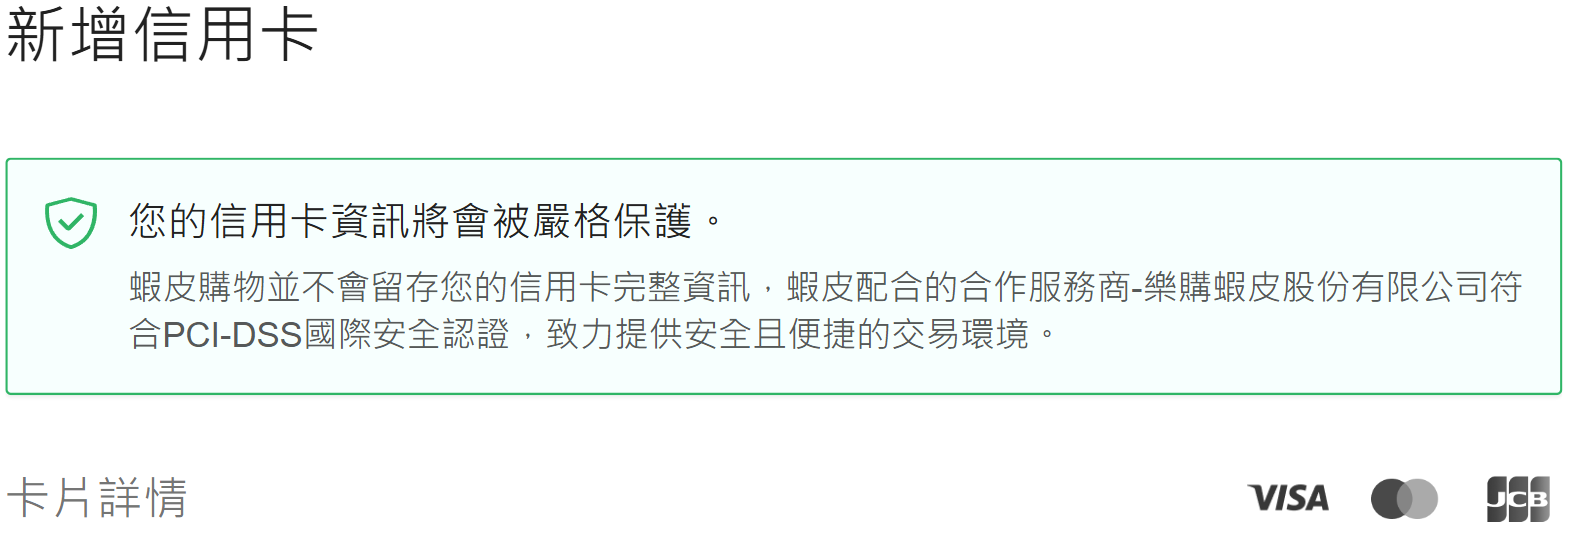 新增信用卡
您的信用卡資訊將會被嚴格保護。
蝦皮購物並不會留存您的信用卡完整資訊，蝦皮配合的合作服務商-樂購蝦皮股份有限公司符
合PCI-DSS國際安全認證，致力提供安全且便捷的交易環境。
卡片詳情 VISA JCB